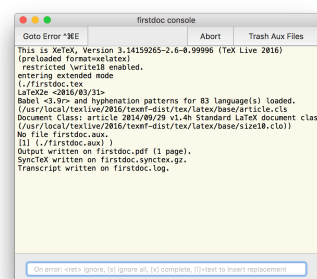 firstdoc console
Goto Error ^⌘E
Abort
Trash Aux Files
This is XeTeX, Version 3.14159265-2.6-0.99996 (TeX Live 2016)
(preloaded format=xelatex)
restricted \write18 enabled.
entering extended mode
(./firstdoc.tex
LaTeX2e <2016/03/31>
Babel <3.9r> and hyphenation patterns for 83 language(s) loaded.
(/usr/local/texlive/2016/texmf-dist/tex/latex/base/article.cls
Document Class: article 2014/09/29 v1.4h Standard LaTeX document clas
(/usr/local/texlive/2016/texmf-dist/tex/latex/base/size10.clo))
No file firstdoc.aux.
[1] (./firstdoc.aux) )
Output written on firstdoc.pdf (1 page).
SyncTeX written on firstdoc.synctex.gz.
Transcript written on firstdoc.log.
On error: <ret> ignore, [s] ignore all, [x] complete, [i]=text to insert replacement